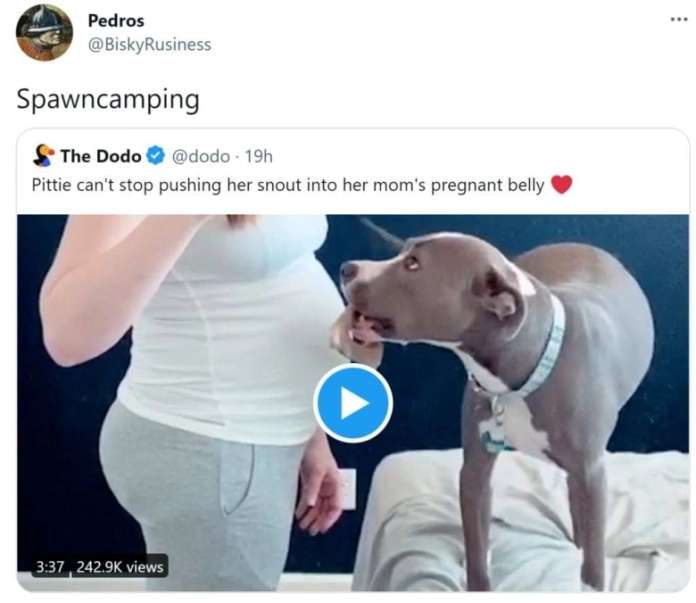 Pedros
@BiskyRusiness
Spawncamping
The Dodo @dodo · 19h
Pittie can't stop pushing her snout into her mom's pregnant belly ❤️
3:37 242.9K views